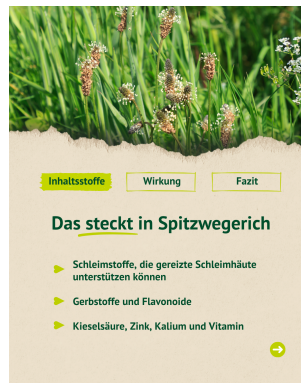 Inhaltsstoffe
Wirkung
Fazit
Das steckt in Spitzwegerich
Schleimstoffe, die gereizte Schleimhäute
unterstützen können
Gerbstoffe und Flavonoide
Kieselsäure, Zink, Kalium und Vitamin